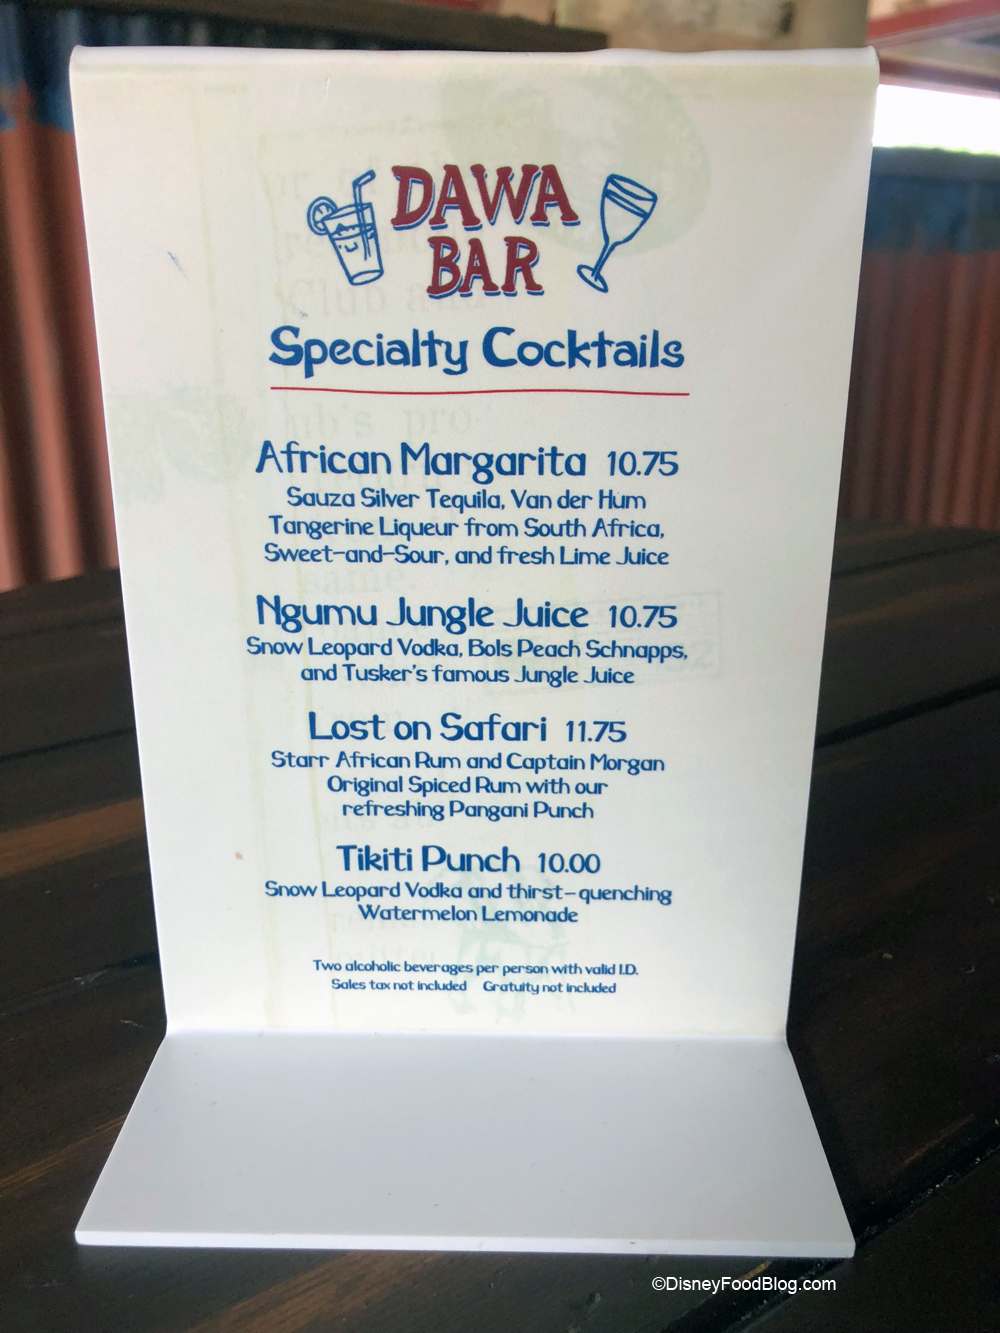 DAWA
BAR
Specialty Cocktails
African Margarita 10.75
Sauza Silver Tequila, Van der Hum
Tangerine Liqueur from South Africa,
Sweet-and-Sour, and fresh Lime Juice
Ngumu Jungle Juice 10.75
Snow Leopard Vodka, Bols Peach Schnapps,
and Tusker's famous Jungle Juice
Lost on Safari 11.75
Starr African Rum and Captain Morgan
Original Spiced Rum with our
refreshing Pangani Punch
Tikiti Punch 10.00
Snow Leopard Vodka and thirst-quenching
Watermelon Lemonade
Two alcoholic beverages per person with valid I.D.
Sales tax not included Gratuity not included
©DisneyFoodBlog.com